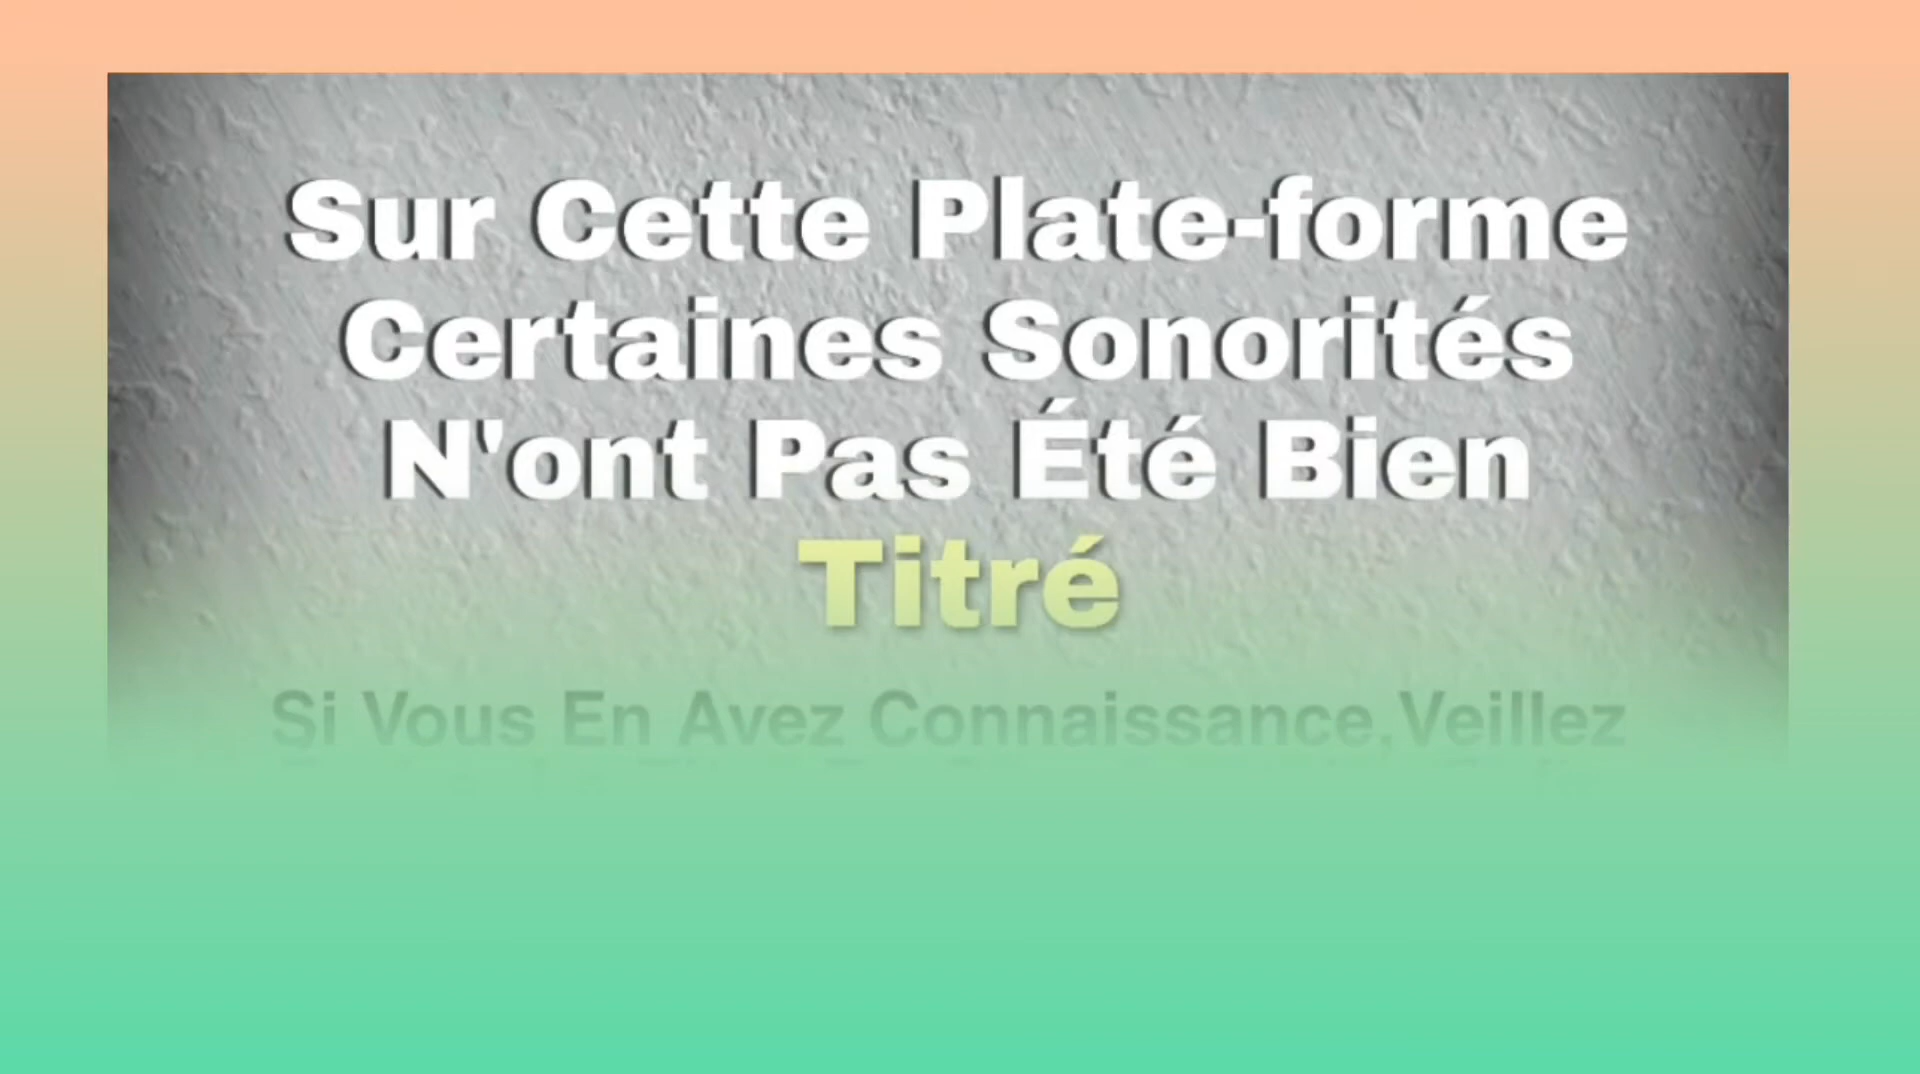 Sur Cette Plate-forme
Certaines Sonorités
N'ont Pas Été Bien
Titré
Si Vous En Avez Connaissance,Veillez